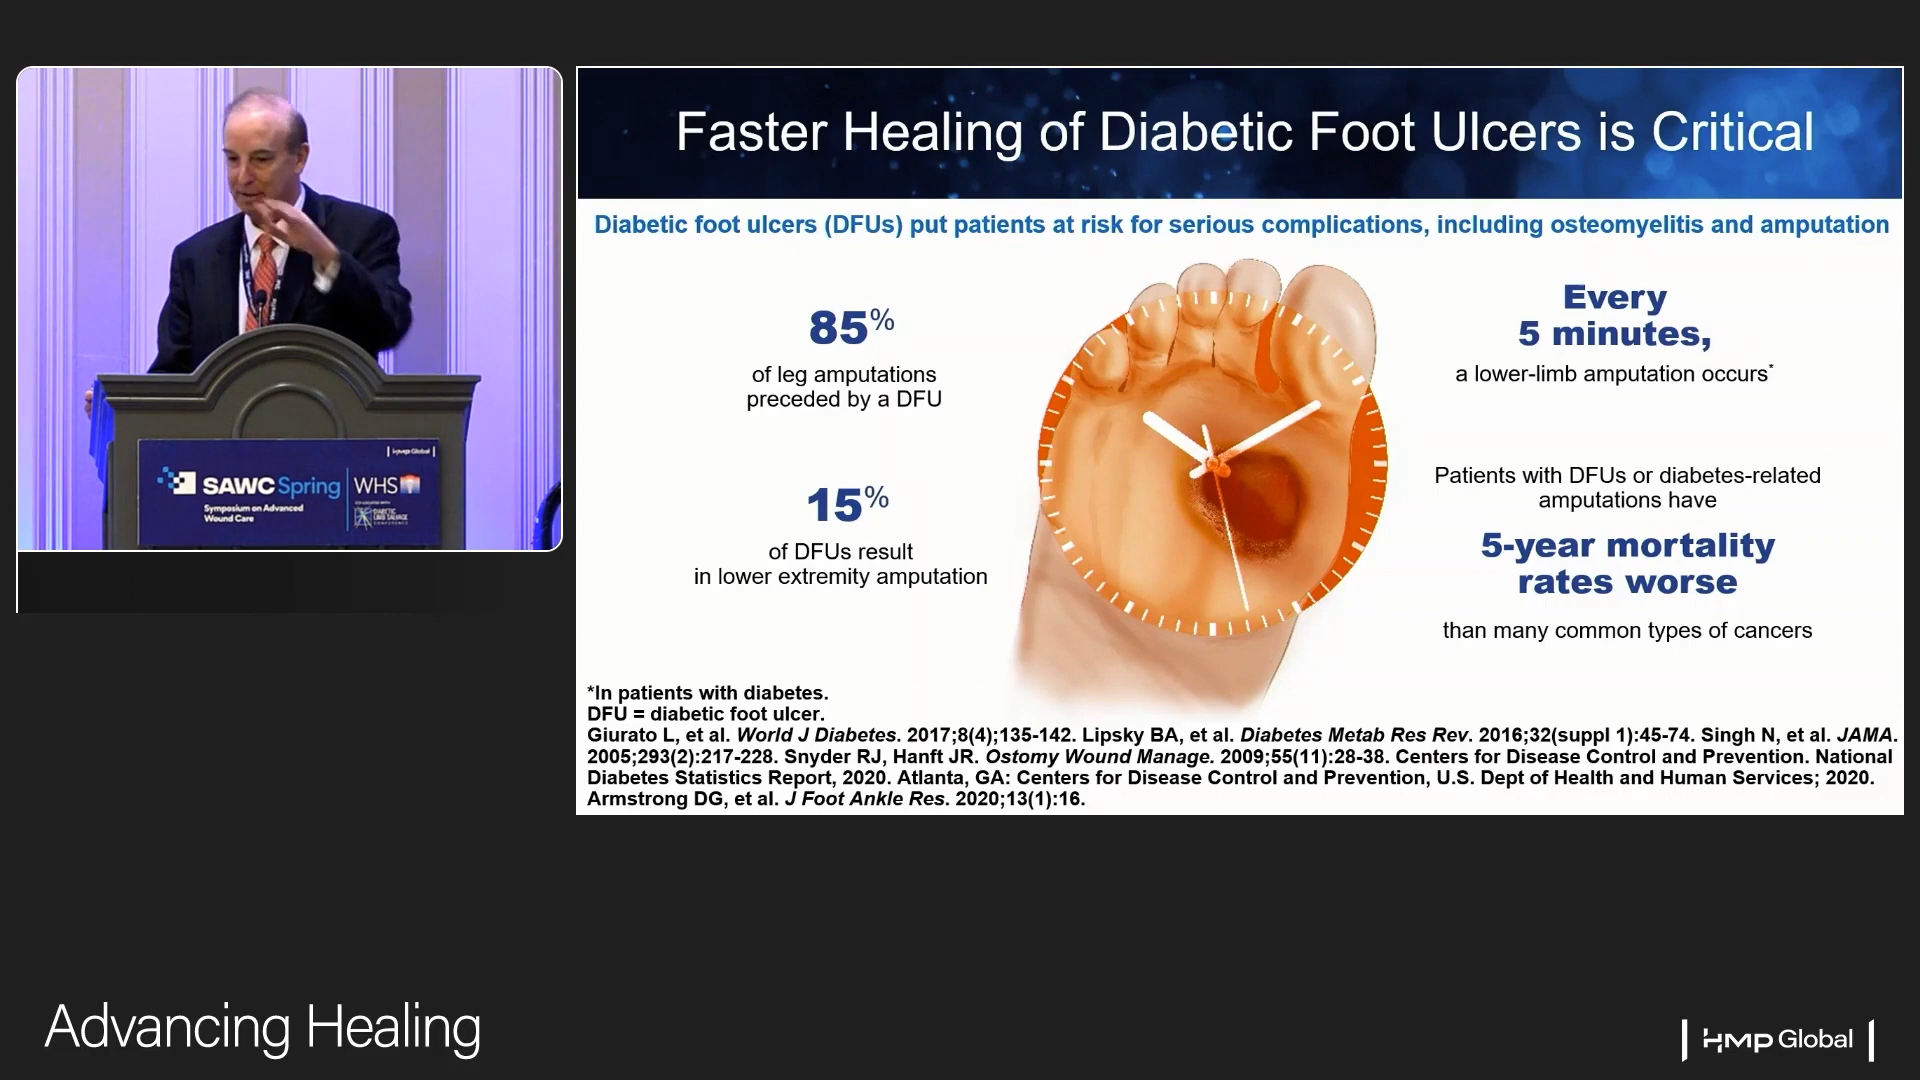 Faster Healing of Diabetic Foot Ulcers is Critical
Diabetic foot ulcers (DFUs) put patients at risk for serious complications, including osteomyelitis and amputation
85%
of leg amputations
preceded by a DFU
15%
of DFUs result
in lower extremity amputation
Every
5 minutes,
a lower-limb amputation occurs*
Patients with DFUs or diabetes-related
amputations have
5-year mortality
rates worse
than many common types of cancers
*In patients with diabetes.
DFU = diabetic foot ulcer.
Giurato L, et al. World J Diabetes. 2017;8(4);135-142. Lipsky BA, et al. Diabetes Metab Res Rev. 2016;32(suppl 1):45-74. Singh N, et al. JAMA.
2005;293(2):217-228. Snyder RJ, Hanft JR. Ostomy Wound Manage. 2009;55(11):28-38. Centers for Disease Control and Prevention. National
Diabetes Statistics Report, 2020. Atlanta, GA: Centers for Disease Control and Prevention, U.S. Dept of Health and Human Services; 2020.
Armstrong DG, et al. J Foot Ankle Res. 2020;13(1):16.
HMP Global
SAWC Spring
WHS
Symposium on Advanced
Wound Care
DIABETIC
LIMB SALVAGE
CONFERENCE
Advancing Healing
HMP Global